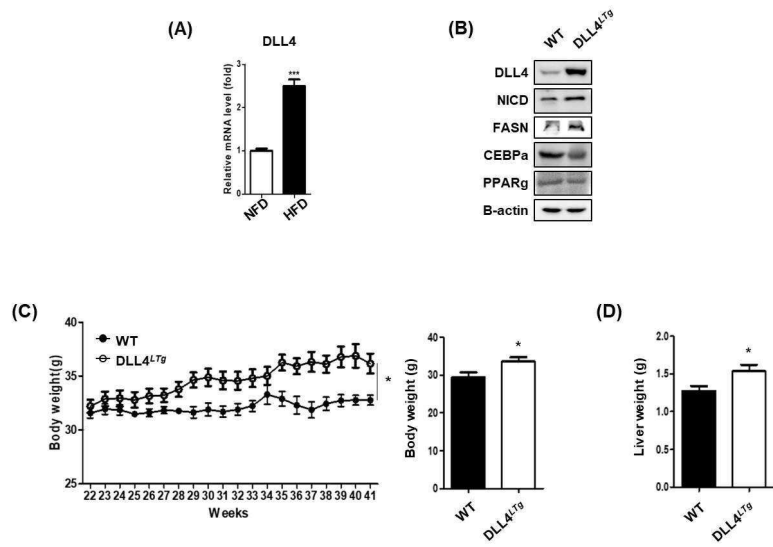 (A)
DLL4
Relative mRNA level (fold)
3
2
1
0
***
NFD
HFD
(B)
WT
DLL4LTg
DLL4
NICD
FASN
CEBPa
PPARg
B-actin
(C)
Body weight(g)
40
35
30
25
WT
DLL4LTg
*
22 23 24 25 26 27 28 29 30 31 32 33 34 35 36 37 38 39 40 41
Weeks
Body weight (g)
40
30
20
10
0
*
WT
DLL4LTg
(D)
Liver weight (g)
2.0
1.5
1.0
0.5
0.0
*
WT
DLL4LTg